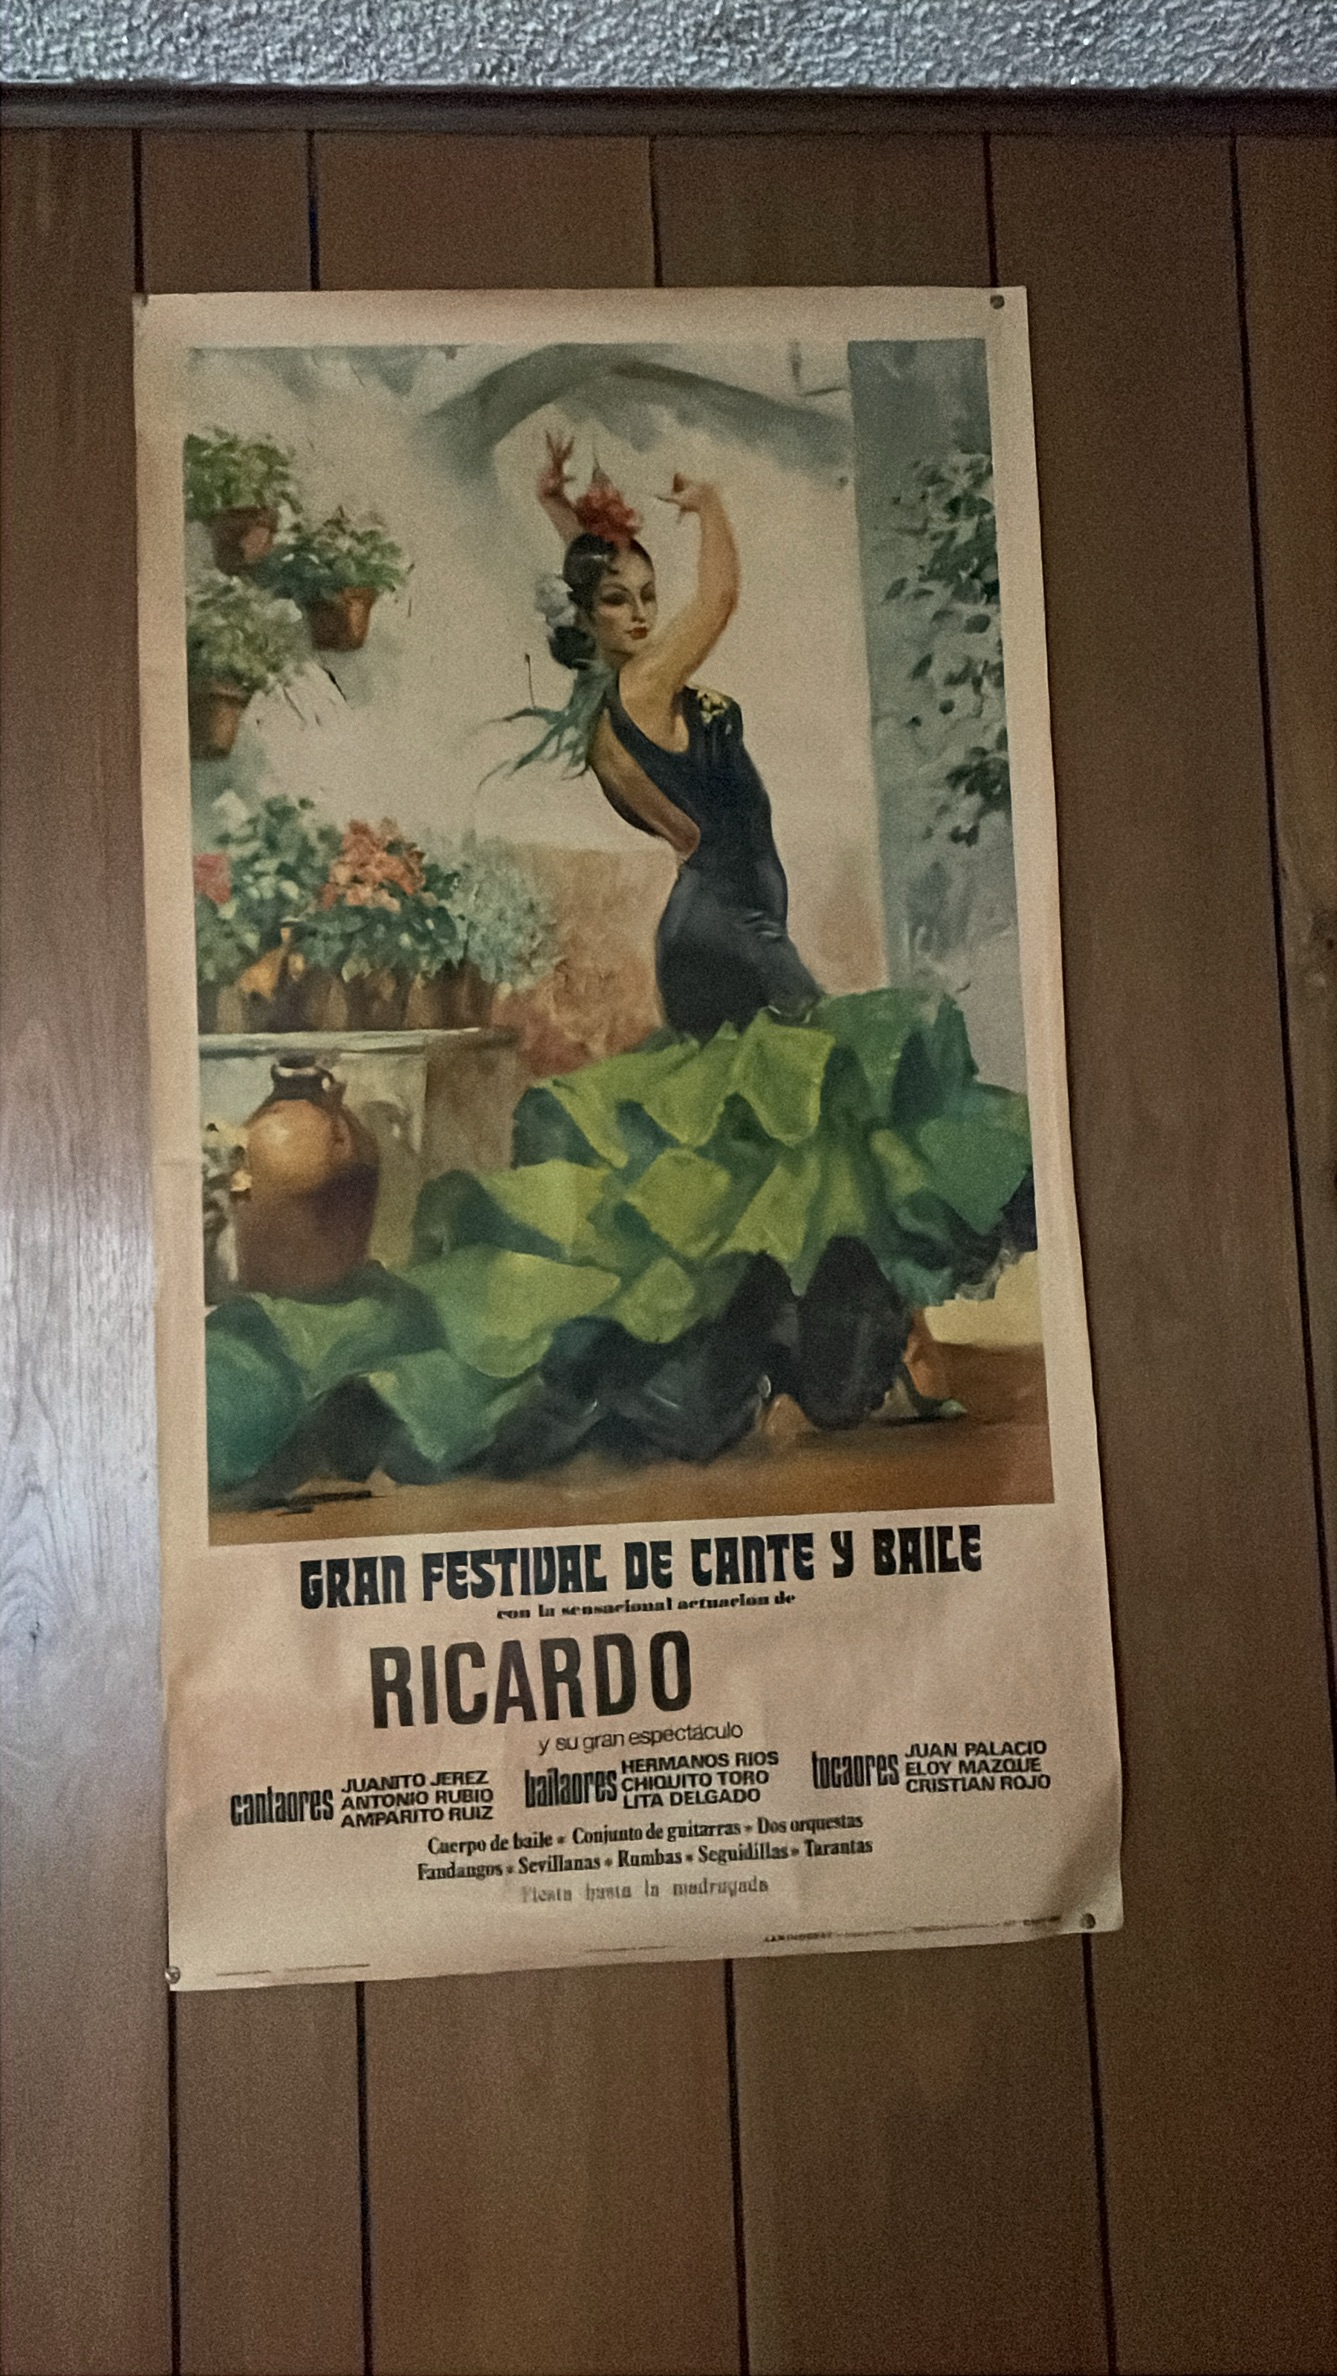 GRAN FESTIVAL DE CANTE Y BAILE
con la sensacional actuación de
RICARDO
y su gran espectáculo
cantaores
JUANITO JEREZ
ANTONIO RUBIO
AMPARITO RUIZ
bailaores
HERMANOS RIOS
CHIQUITO TORO
LITA DELGADO
tocaores
JUAN PALACIO
ELOY MAZQUE
CRISTIAN ROJO
Cuerpo de baile * Conjunto de guitarras * Dos orquestas
Fandangos * Sevillanas * Rumbas * Seguidillas * Tarantas
Fiesta hasta la madrugada